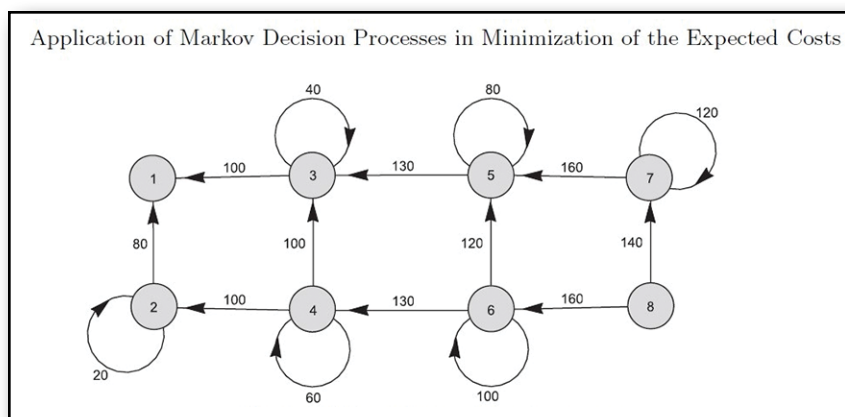 Application of Markov Decision Processes in Minimization of the Expected Costs
40 80 120
1 100 3 130 5 160 7
80 100 120 140
2 100 4 130 6 160 8
20 60 100